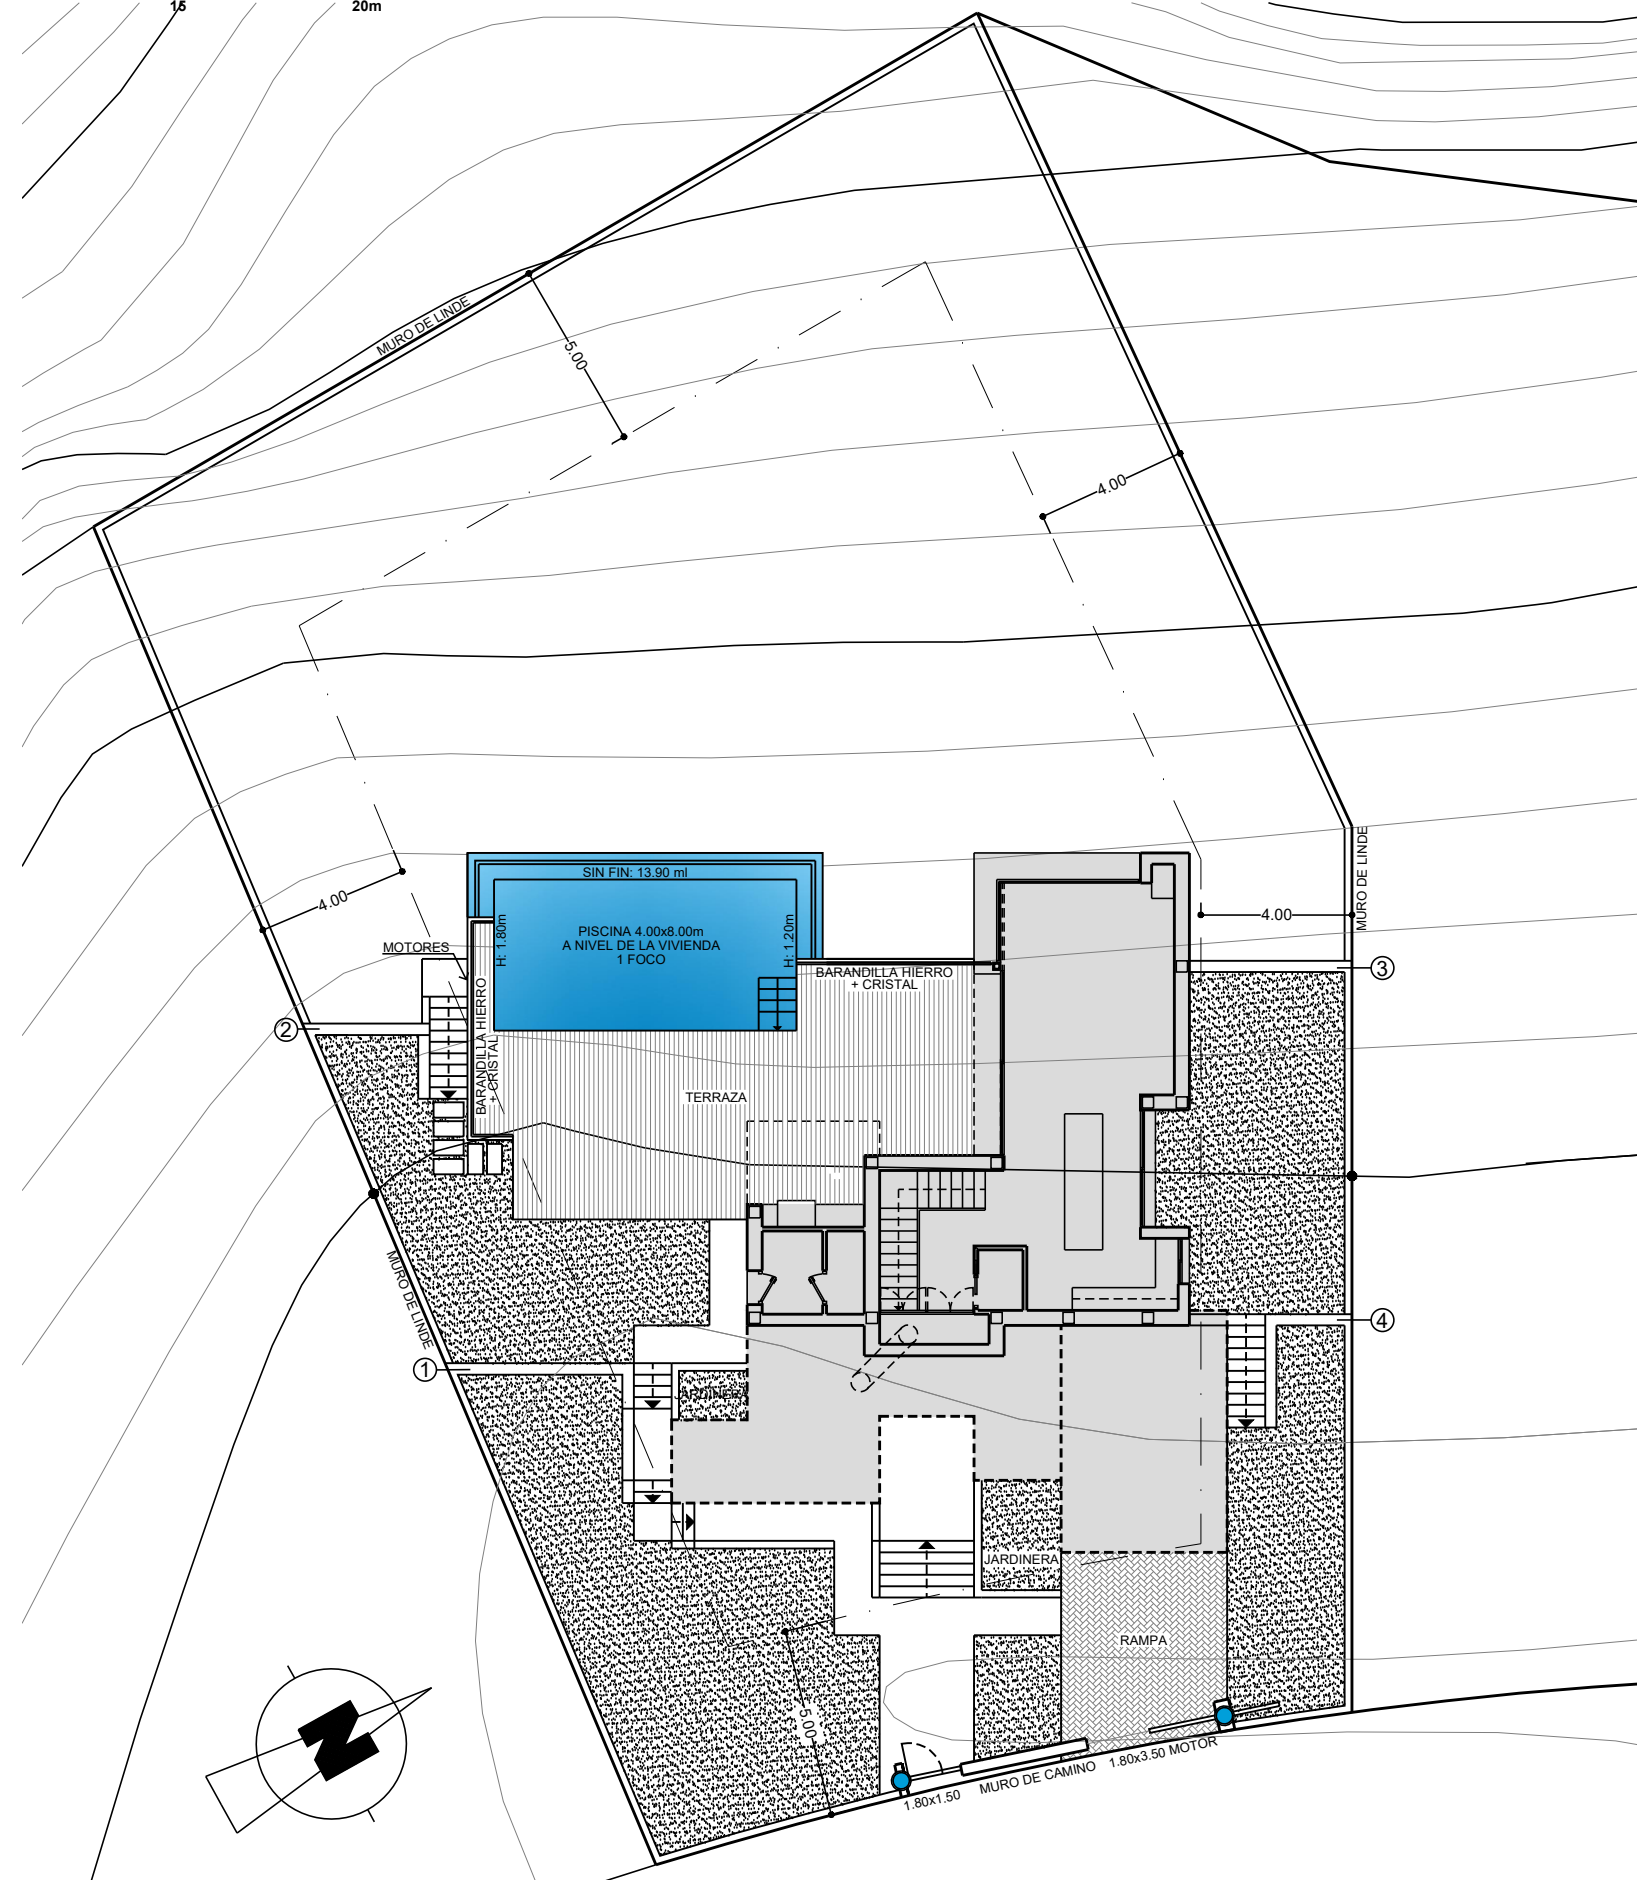 15
20m
MURO DE LINDE
5.00
4.00
MURO DE LINDE
SIN FIN: 13.90 ml
4.00
4.00
PISCINA 4.00x8.00m
A NIVEL DE LA VIVIENDA
1 FOCO
H: 1.80m
H: 1.20m
MOTORES
BARANDILLA HIERRO
+ CRISTAL
BARANDILLA HIERRO
+ CRISTAL
3
2
TERRAZA
MURO DE LINDE
4
1
JARDINERA
JARDINERA
RAMPA
5.00
N
1.80x1.50
MURO DE CAMINO
1.80x3.50 MOTOR